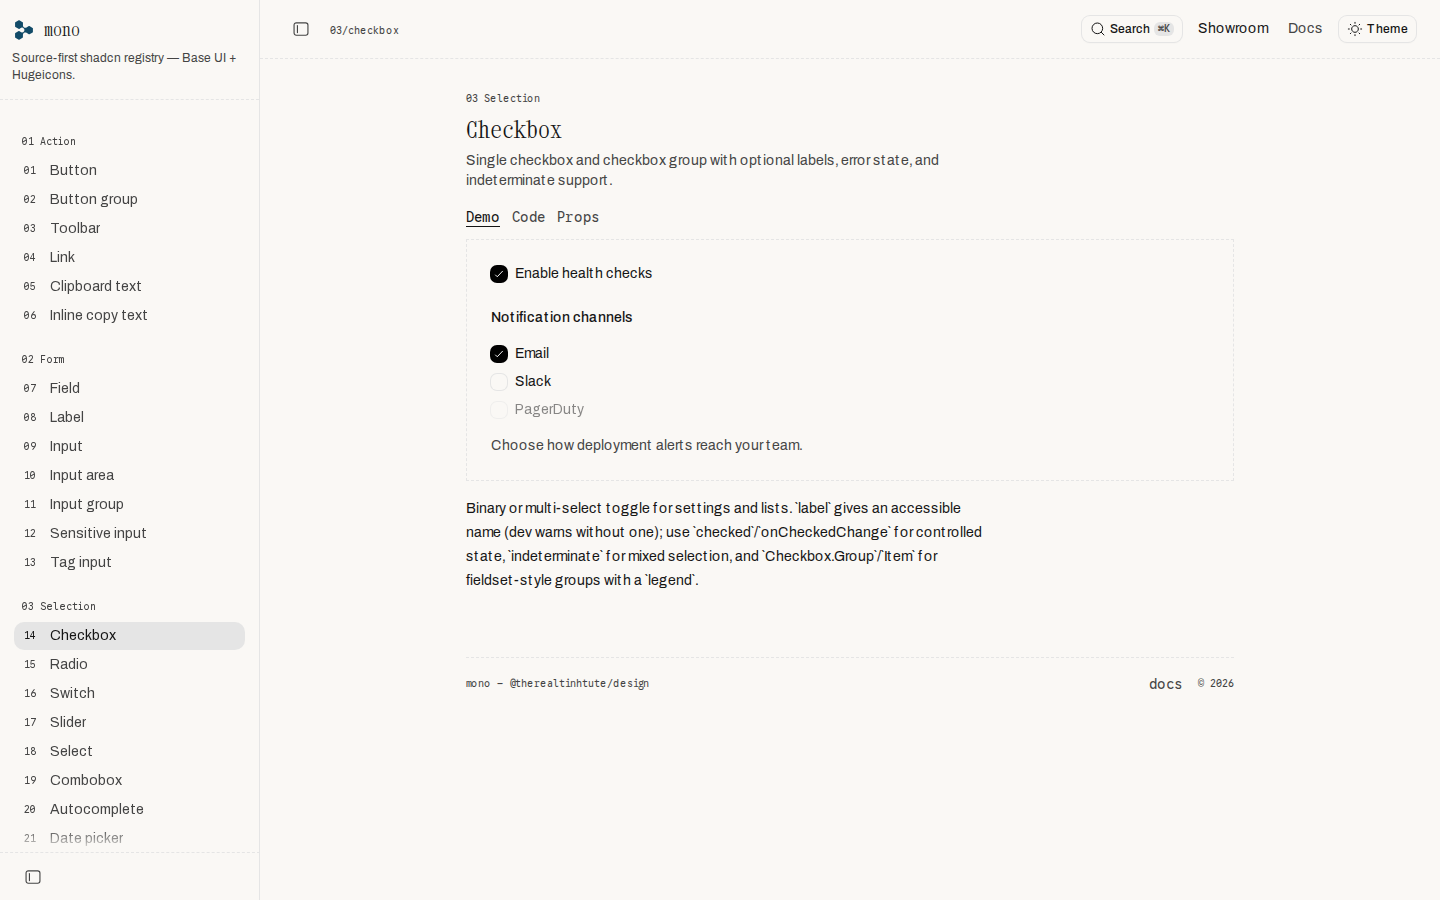 mono
Source-first shadcn registry — Base UI +
Hugeicons.
01 Action
01 Button
02 Button group
03 Toolbar
04 Link
05 Clipboard text
06 Inline copy text
02 Form
07 Field
08 Label
09 Input
10 Input area
11 Input group
12 Sensitive input
13 Tag input
03 Selection
14 Checkbox
15 Radio
16 Switch
17 Slider
18 Select
19 Combobox
20 Autocomplete
21 Date picker
03/checkbox
Search ⌘K
Showroom
Docs
Theme
03 Selection
Checkbox
Single checkbox and checkbox group with optional labels, error state, and
indeterminate support.
Demo Code Props
Enable health checks
Notification channels
Email
Slack
PagerDuty
Choose how deployment alerts reach your team.
Binary or multi-select toggle for settings and lists. `label` gives an accessible
name (dev warns without one); use `checked`/`onCheckedChange` for controlled
state, `indeterminate` for mixed selection, and `Checkbox.Group`/`Item` for
fieldset-style groups with a `legend`.
mono — @therealtinhtute/design
docs © 2026